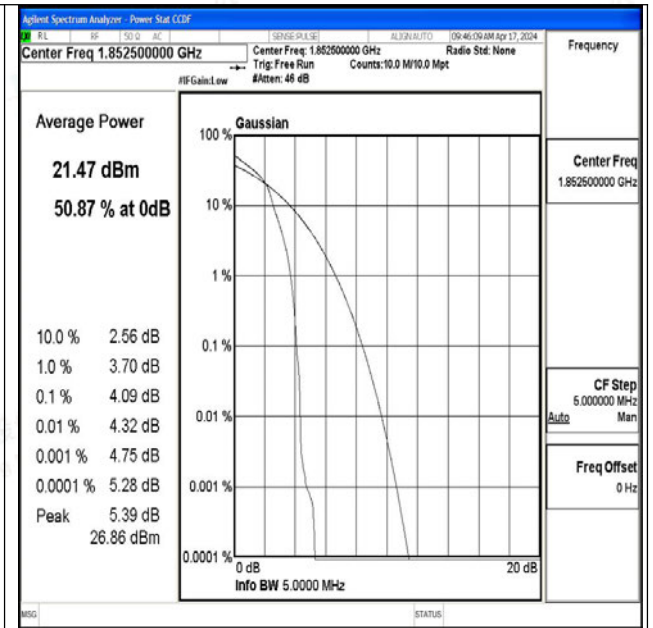 Agilent Spectrum Analyzer - Power Stat CCDF
RL RF 50 Ω AC SENSE:PULSE ALIGN AUTO 09:46:09 AM Apr 17, 2024
Center Freq 1.852500000 GHz
Center Freq: 1.852500000 GHz Radio Std: None
Trig: Free Run Counts:10.0 M/10.0 Mpt
#IFGain:Low #Atten: 46 dB
Frequency
Average Power
21.47 dBm
50.87 % at 0dB
10.0 % 2.56 dB
1.0 % 3.70 dB
0.1 % 4.09 dB
0.01 % 4.32 dB
0.001 % 4.75 dB
0.0001 % 5.28 dB
Peak 5.39 dB
26.86 dBm
Gaussian
100 %
10 %
1 %
0.1 %
0.01 %
0.001 %
0.0001 %
0 dB 20 dB
Info BW 5.0000 MHz
Center Freq
1.852500000 GHz
CF Step
5.000000 MHz
Auto Man
Freq Offset
0 Hz
MSG STATUS